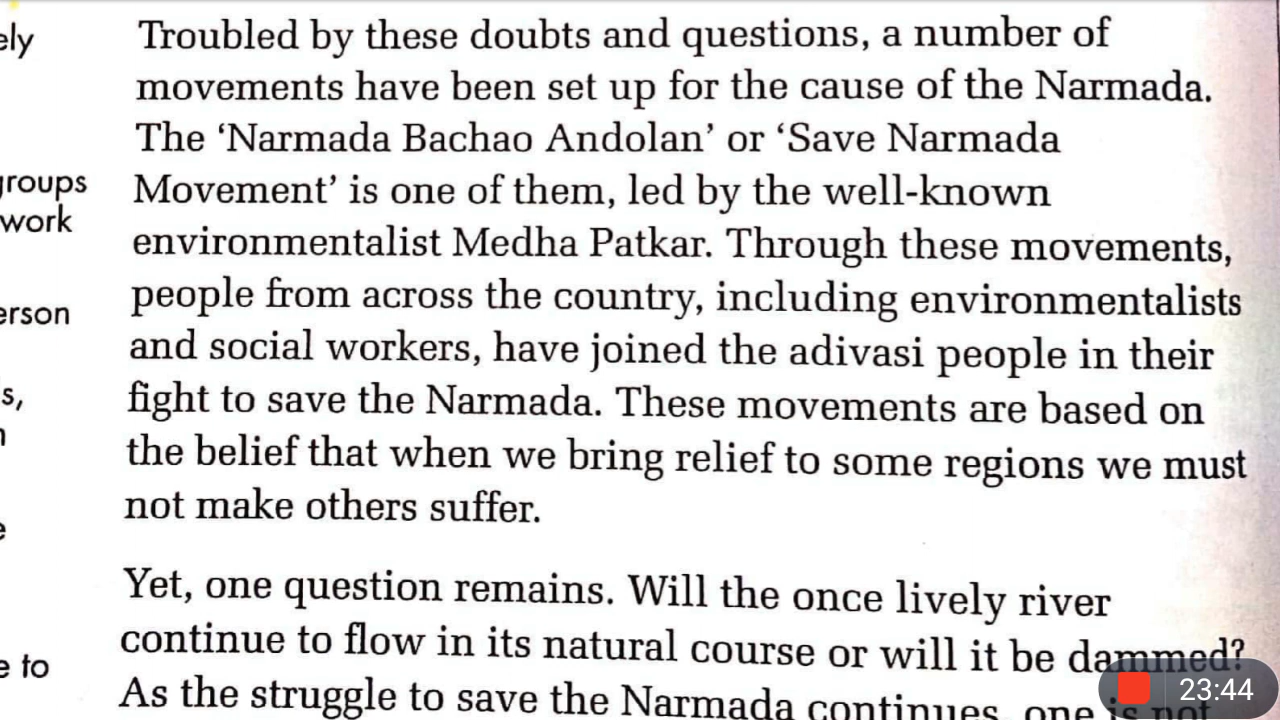 ely
groups
work
erson
s,
e
e to
Troubled by these doubts and questions, a number of
movements have been set up for the cause of the Narmada.
The ‘Narmada Bachao Andolan’ or ‘Save Narmada
Movement’ is one of them, led by the well-known
environmentalist Medha Patkar. Through these movements,
people from across the country, including environmentalists
and social workers, have joined the adivasi people in their
fight to save the Narmada. These movements are based on
the belief that when we bring relief to some regions we must
not make others suffer.
Yet, one question remains. Will the once lively river
continue to flow in its natural course or will it be dammed?
As the struggle to save the Narmada continues, one is not
23:44